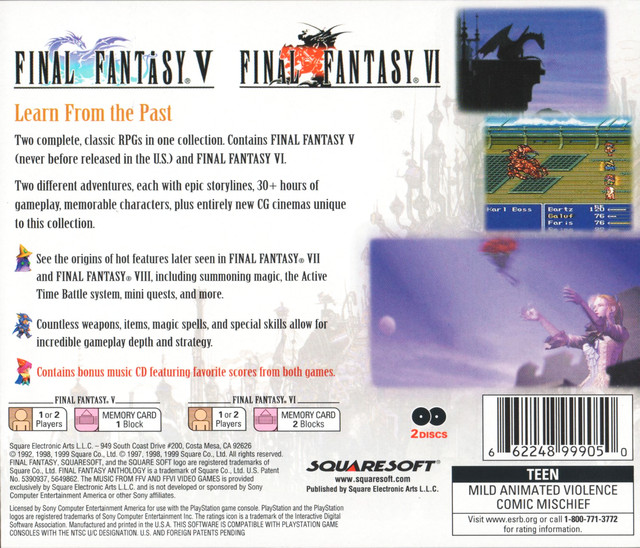 FINAL FANTASY® V
FINAL FANTASY® VI
Learn From the Past
Two complete, classic RPGs in one collection. Contains FINAL FANTASY V
(never before released in the U.S.) and FINAL FANTASY VI.
Two different adventures, each with epic storylines, 30+ hours of
gameplay, memorable characters, plus entirely new CG cinemas unique
to this collection.
See the origins of hot features later seen in FINAL FANTASY® VII
and FINAL FANTASY® VIII, including summoning magic, the Active
Time Battle system, mini quests, and more.
Countless weapons, items, magic spells, and special skills allow for
incredible gameplay depth and strategy.
Contains bonus music CD featuring favorite scores from both games.
Karl Boss
Bartz 120
Galuf 76
Faris 76
FINAL FANTASY® V
1 or 2
Players
MEMORY CARD
1 Block
FINAL FANTASY® VI
1 or 2
Players
MEMORY CARD
2 Blocks
2 DISCS
Square Electronic Arts L.L.C. – 949 South Coast Drive #200, Costa Mesa, CA 92626
© 1992, 1998, 1999 Square Co., Ltd. © 1997, 1998, 1999 Square Co., Ltd. All rights reserved.
FINAL FANTASY, SQUARESOFT, and the SQUARE SOFT logo are registered trademarks of
Square Co., Ltd. FINAL FANTASY ANTHOLOGY is a trademark of Square Co., Ltd. U.S. Patent
No. 5390937, 5649862. The MUSIC FROM FFV AND FFVI VIDEO GAMES is provided
exclusively by Square Electronic Arts L.L.C. and is not developed or sponsored by Sony
Computer Entertainment America or other Sony affiliates.
Licensed by Sony Computer Entertainment America for use with the PlayStation game console. PlayStation and the PlayStation
logos are registered trademarks of Sony Computer Entertainment Inc. The ratings icon is a trademark of the Interactive Digital
Software Association. Manufactured and printed in the U.S.A. THIS SOFTWARE IS COMPATIBLE WITH PLAYSTATION GAME
CONSOLES WITH THE NTSC U/C DESIGNATION. U.S. AND FOREIGN PATENTS PENDING
SQUARESOFT®
www.squaresoft.com
Published by Square Electronic Arts L.L.C.
6 62248 99905 0
TEEN
MILD ANIMATED VIOLENCE
COMIC MISCHIEF
Visit www.esrb.org or call 1-800-771-3772
for rating information.